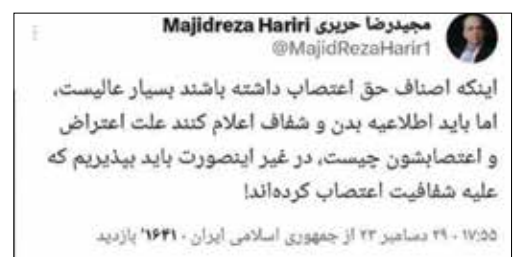 مجیدرضا حریری Majidreza Hariri
@MajidRezaHarir1
اینکه اصناف حق اعتصاب داشته باشند بسیار عالیست،
اما باید اطلاعیه بدن و شفاف اعلام کنند علت اعتراض
و اعتصابشون چیست، در غیر اینصورت باید بپذیریم که
علیه شفافیت اعتصاب کرده‌اند!
۱۷:۵۵ · ۲۹ دسامبر ۲۳ از جمهوری اسلامی ایران · ۱۶۴۱' بازدید